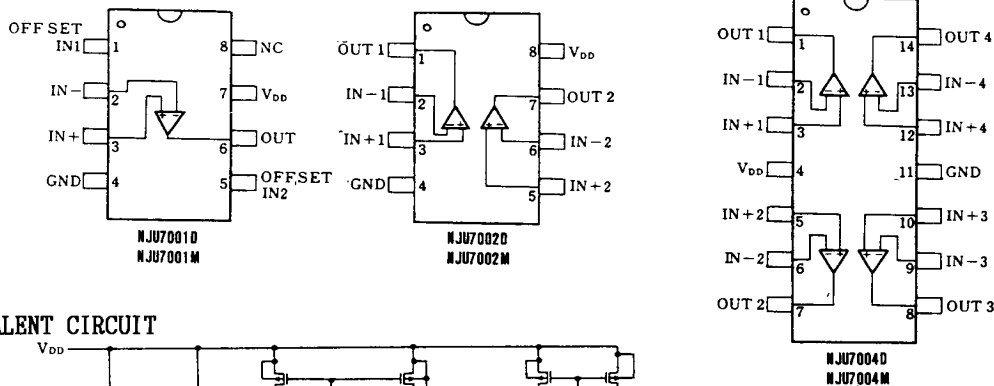 OFFSET
IN1
1
8
NC
IN-
2
7
VDD
IN+
3
6
OUT
GND
4
5
OFFSET
IN2
NJU7001D
NJU7001M
OUT 1
1
8
VDD
IN-1
2
7
OUT 2
IN+1
3
6
IN-2
GND
4
5
IN+2
NJU7002D
NJU7002M
OUT 1
1
14
OUT 4
IN-1
2
13
IN-4
IN+1
3
12
IN+4
VDD
4
11
GND
IN+2
5
10
IN+3
IN-2
6
9
IN-3
OUT 2
7
8
OUT 3
NJU7004D
NJU7004M
ALENT CIRCUIT
VDD